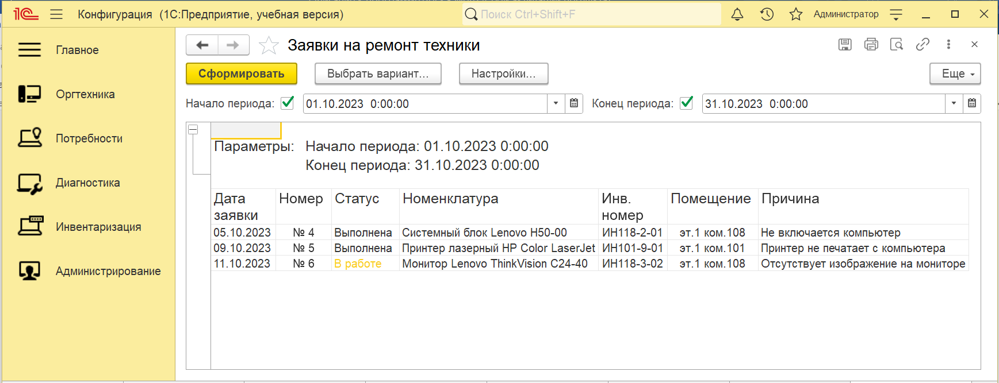 1С Конфигурация (1С:Предприятие, учебная версия) Поиск Ctrl+Shift+F Администратор
Главное
Оргтехника
Потребности
Диагностика
Инвентаризация
Администрирование
Заявки на ремонт техники
Сформировать Выбрать вариант... Настройки... Еще
Начало периода: 01.10.2023 0:00:00 Конец периода: 31.10.2023 0:00:00
Параметры: Начало периода: 01.10.2023 0:00:00
Конец периода: 31.10.2023 0:00:00
Дата заявки Номер Статус Номенклатура Инв. номер Помещение Причина
05.10.2023 № 4 Выполнена Системный блок Lenovo H50-00 ИН118-2-01 эт.1 ком.108 Не включается компьютер
09.10.2023 № 5 Выполнена Принтер лазерный HP Color LaserJet ИН101-9-01 эт.1 ком.101 Принтер не печатает с компьютера
11.10.2023 № 6 В работе Монитор Lenovo ThinkVision C24-40 ИН118-3-02 эт.1 ком.108 Отсутствует изображение на мониторе